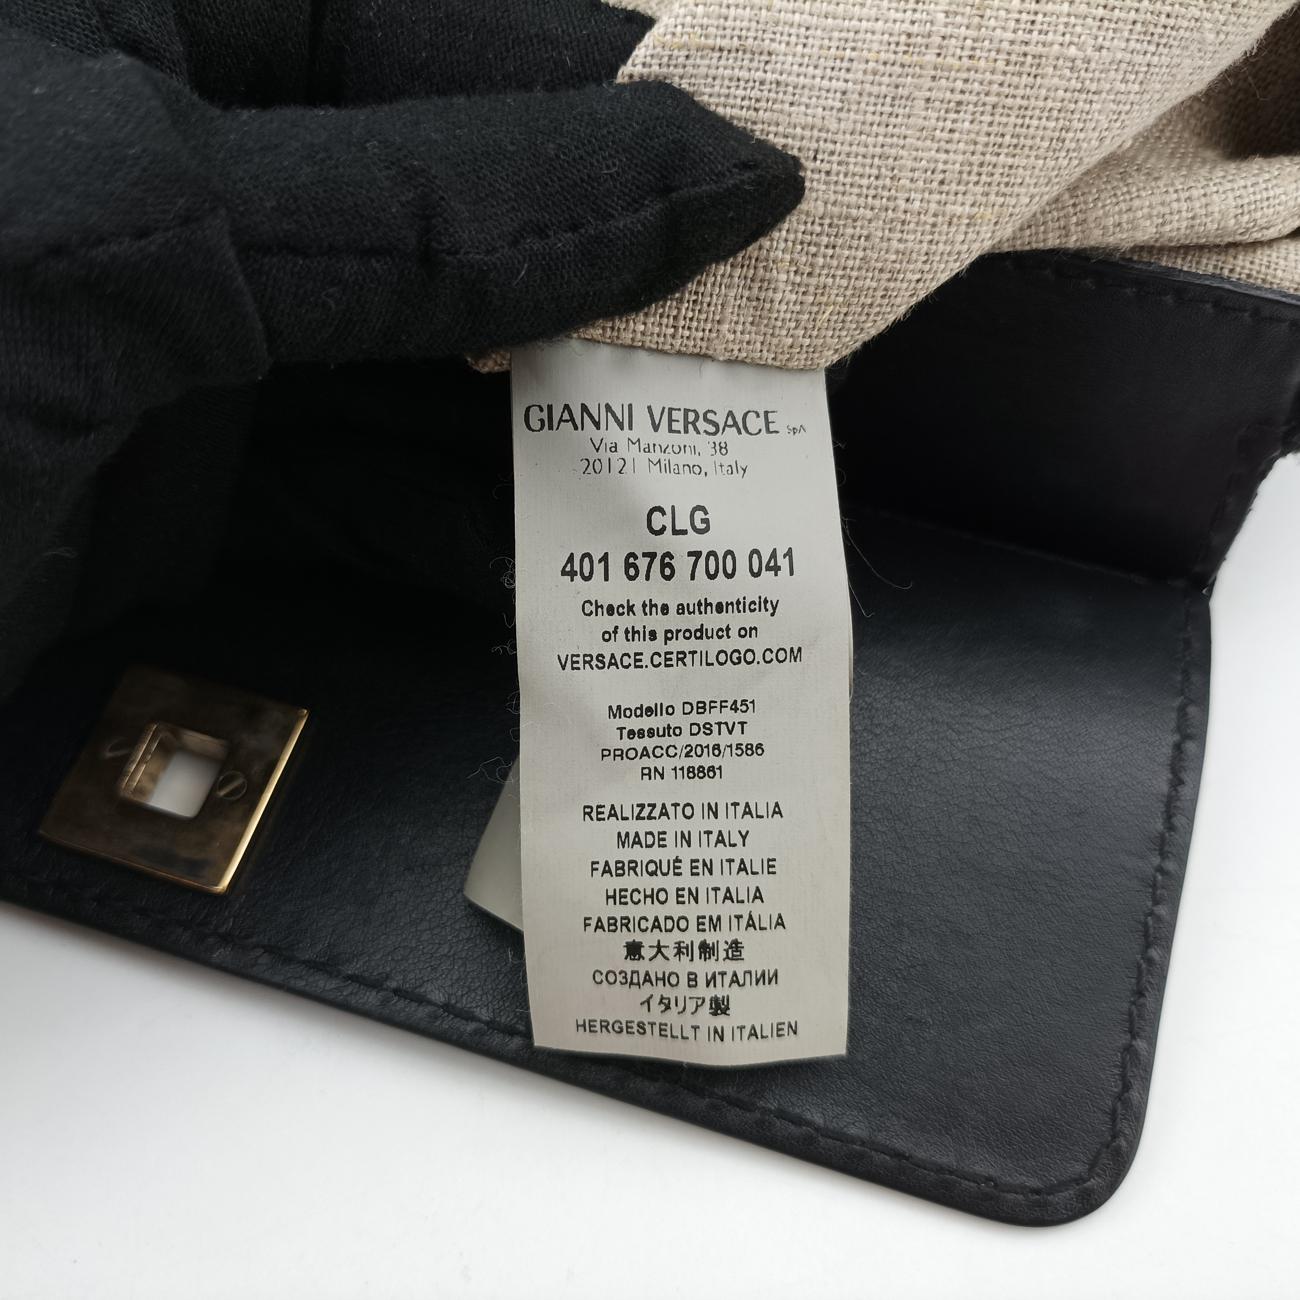 GIANNI VERSACE SpA
Via Manzoni, 38
20121 Milano, Italy
CLG
401 676 700 041
Check the authenticity
of this product on
VERSACE.CERTILOGO.COM
Modello DBFF451
Tessuto DSTVT
PROACC/2016/1586
RN 118861
REALIZZATO IN ITALIA
MADE IN ITALY
FABRIQUÉ EN ITALIE
HECHO EN ITALIA
FABRICADO EM ITÁLIA
意大利制造
СОЗДАНО В ИТАЛИИ
イタリア製
HERGESTELLT IN ITALIEN